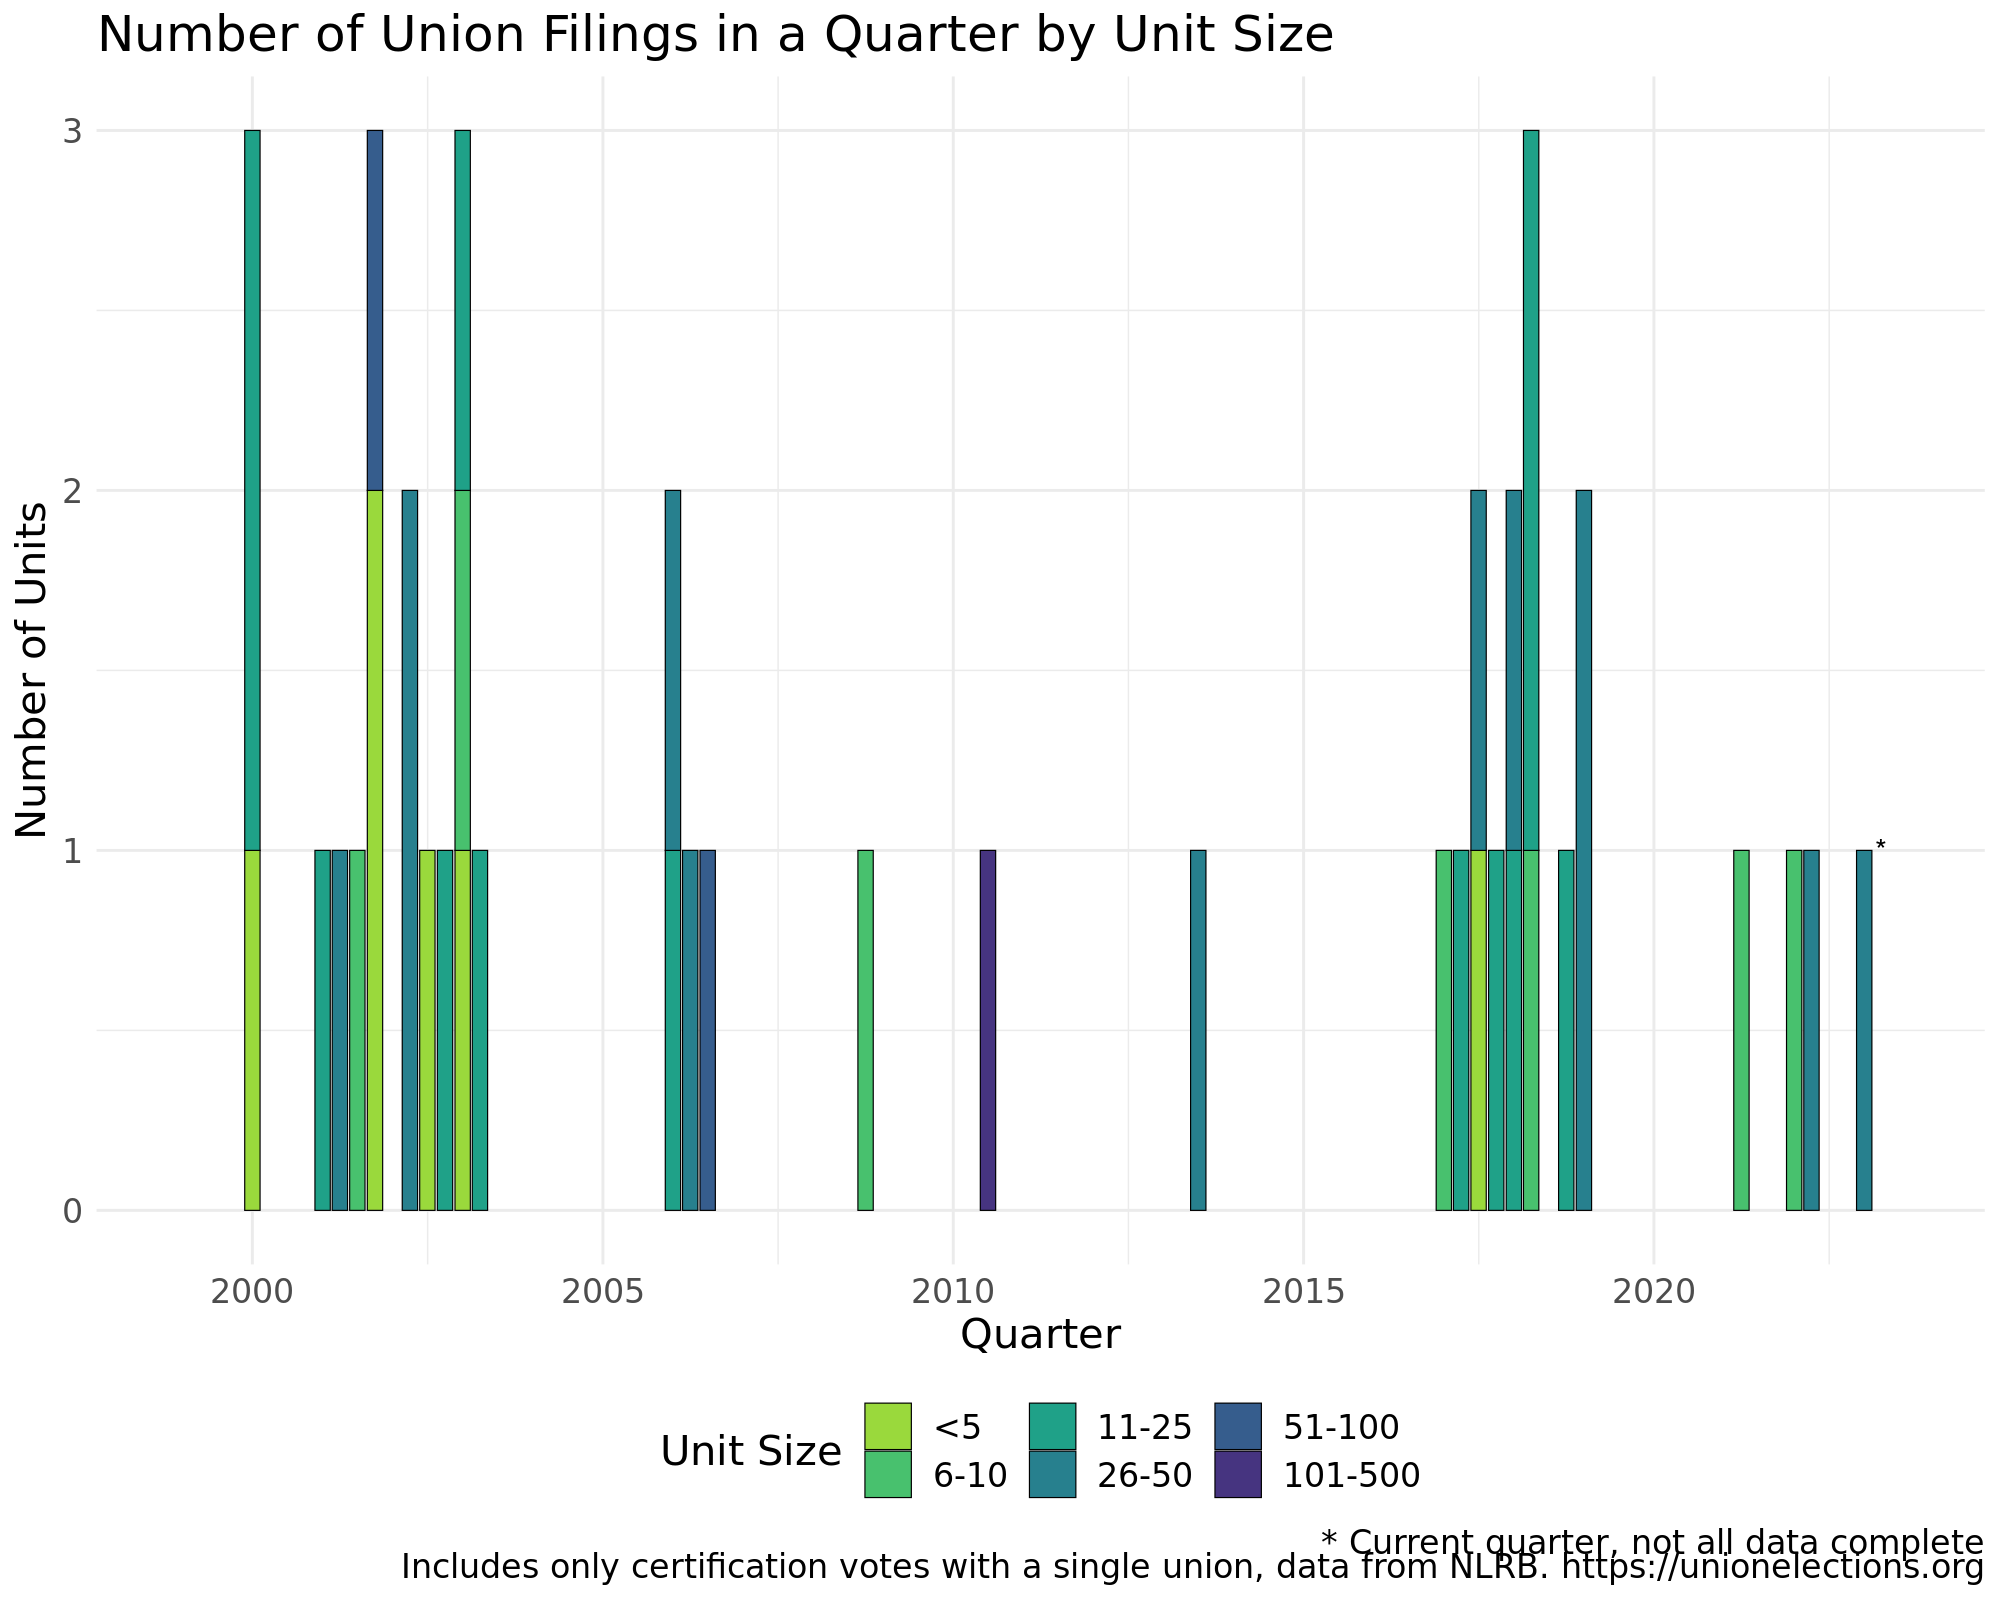 Number of Union Filings in a Quarter by Unit Size
3
2
1
0
Number of Units
*
2000 2005 2010 2015 2020
Quarter
Unit Size
<5 11-25 51-100
6-10 26-50 101-500
* Current quarter, not all data complete
Includes only certification votes with a single union, data from NLRB. https://unionelections.org